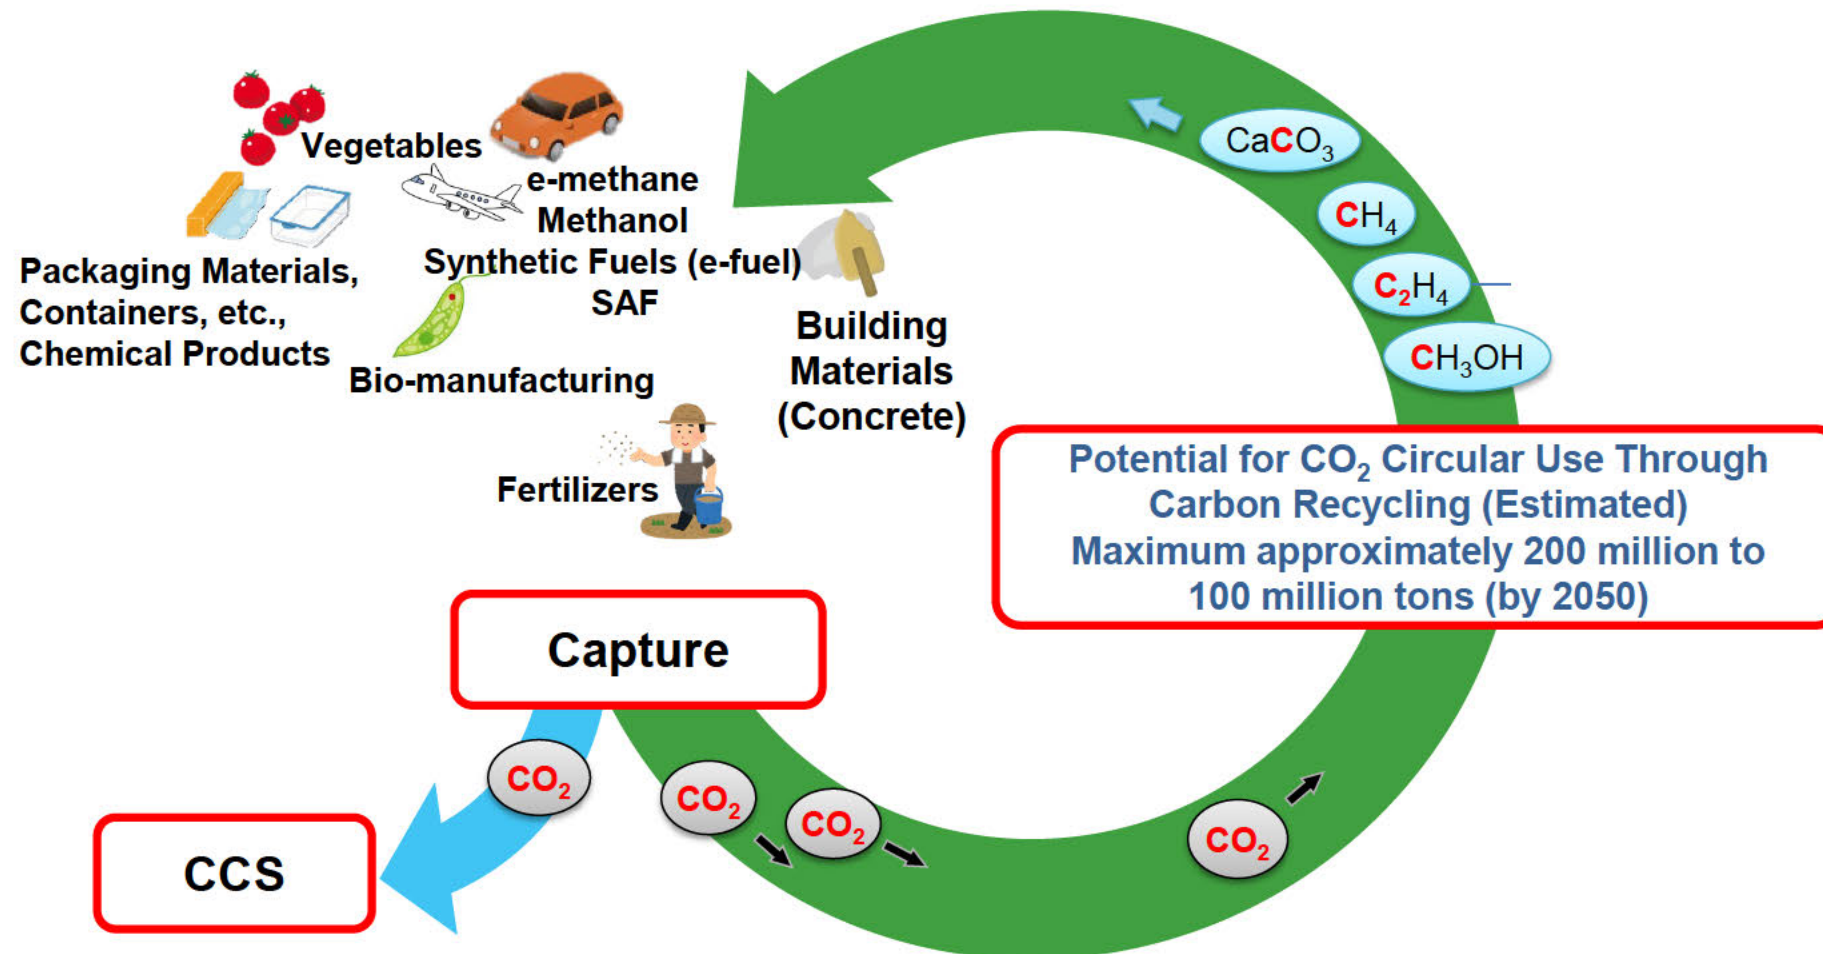 Vegetables
e-methane
Methanol
Synthetic Fuels (e-fuel)
SAF
Packaging Materials,
Containers, etc.,
Chemical Products
Bio-manufacturing
Building
Materials
(Concrete)
Fertilizers
CaCO₃
CH₄
C₂H₄
CH₃OH
Potential for CO₂ Circular Use Through
Carbon Recycling (Estimated)
Maximum approximately 200 million to
100 million tons (by 2050)
Capture
CO₂
CO₂
CO₂
CO₂
CCS